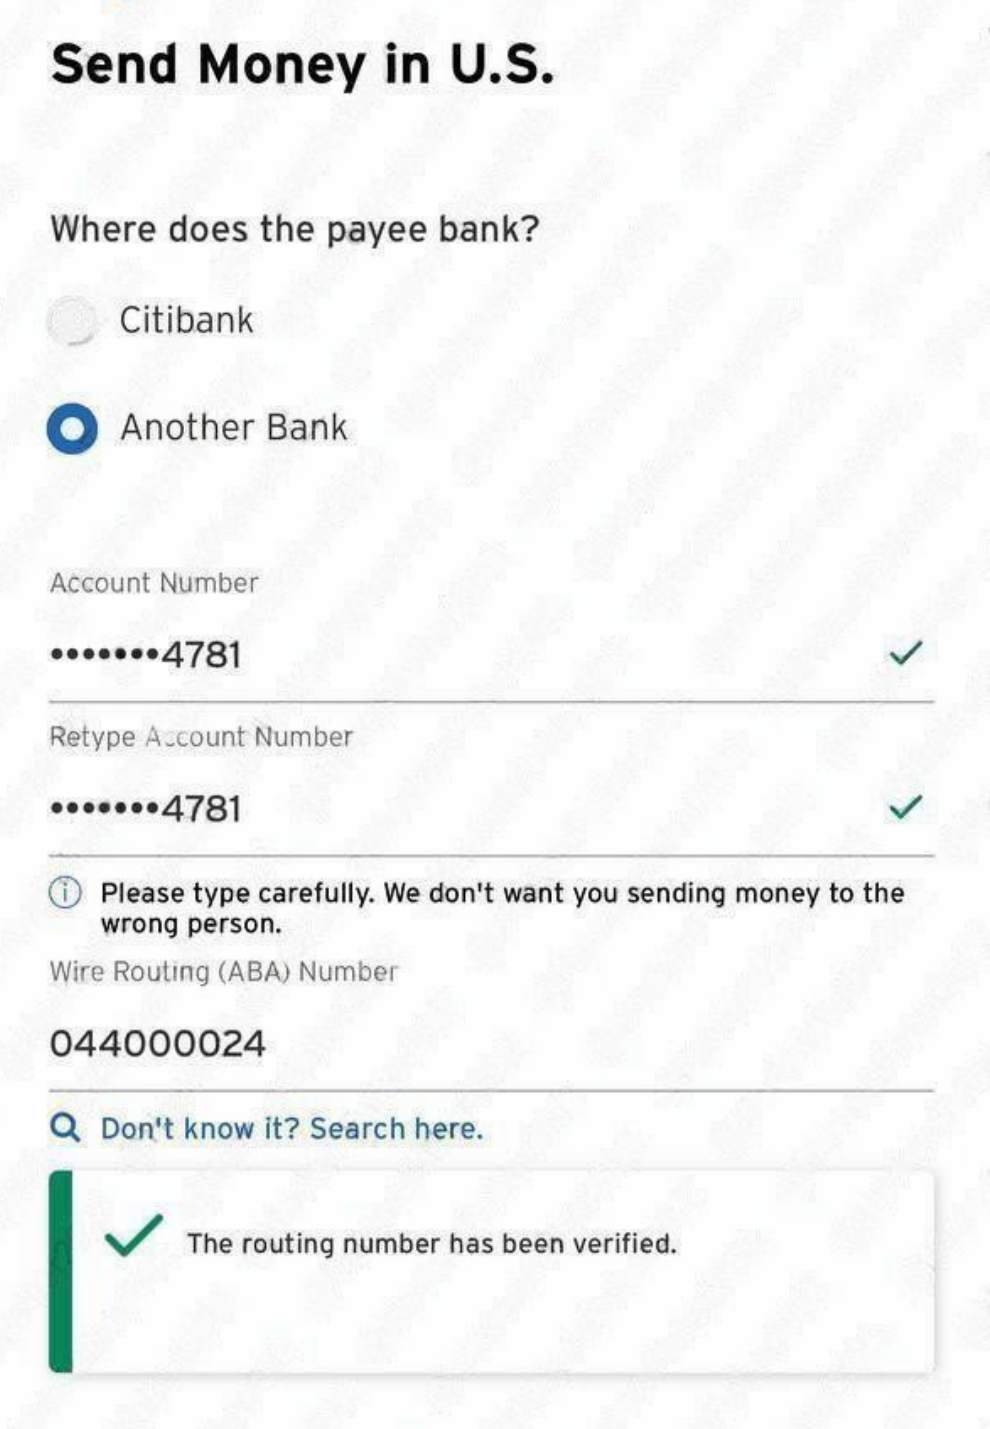 Send Money in U.S.
Where does the payee bank?
Citibank
Another Bank
Account Number
•••••••4781
Retype Account Number
•••••••4781
Please type carefully. We don't want you sending money to the
wrong person.
Wire Routing (ABA) Number
044000024
Don't know it? Search here.
The routing number has been verified.